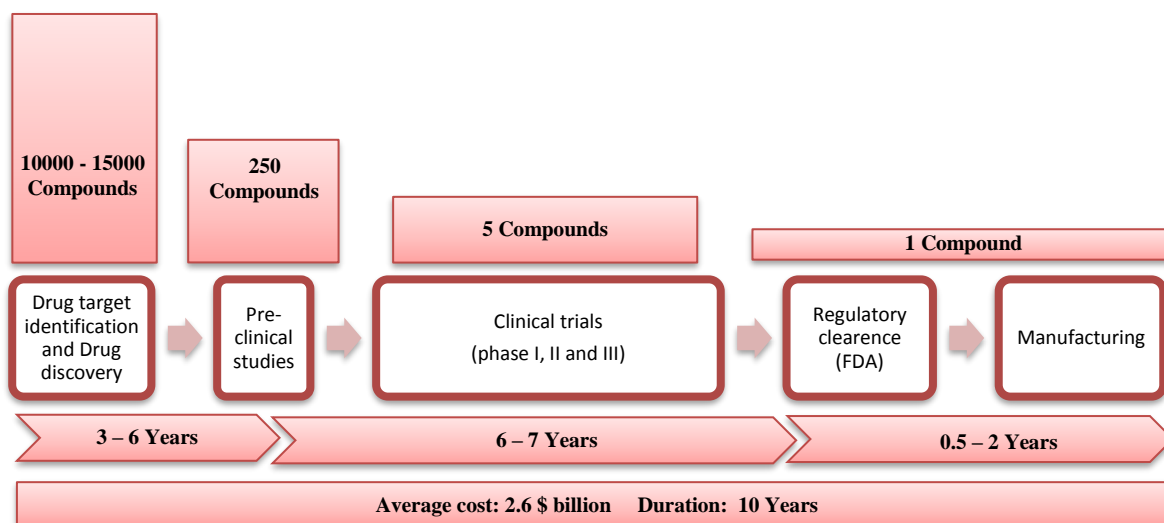 10000 - 15000
Compounds
250
Compounds
5 Compounds
1 Compound
Drug target
identification
and Drug
discovery
Pre-
clinical
studies
Clinical trials
(phase I, II and III)
Regulatory
clearence
(FDA)
Manufacturing
3 – 6 Years
6 – 7 Years
0.5 – 2 Years
Average cost: 2.6 $ billion Duration: 10 Years